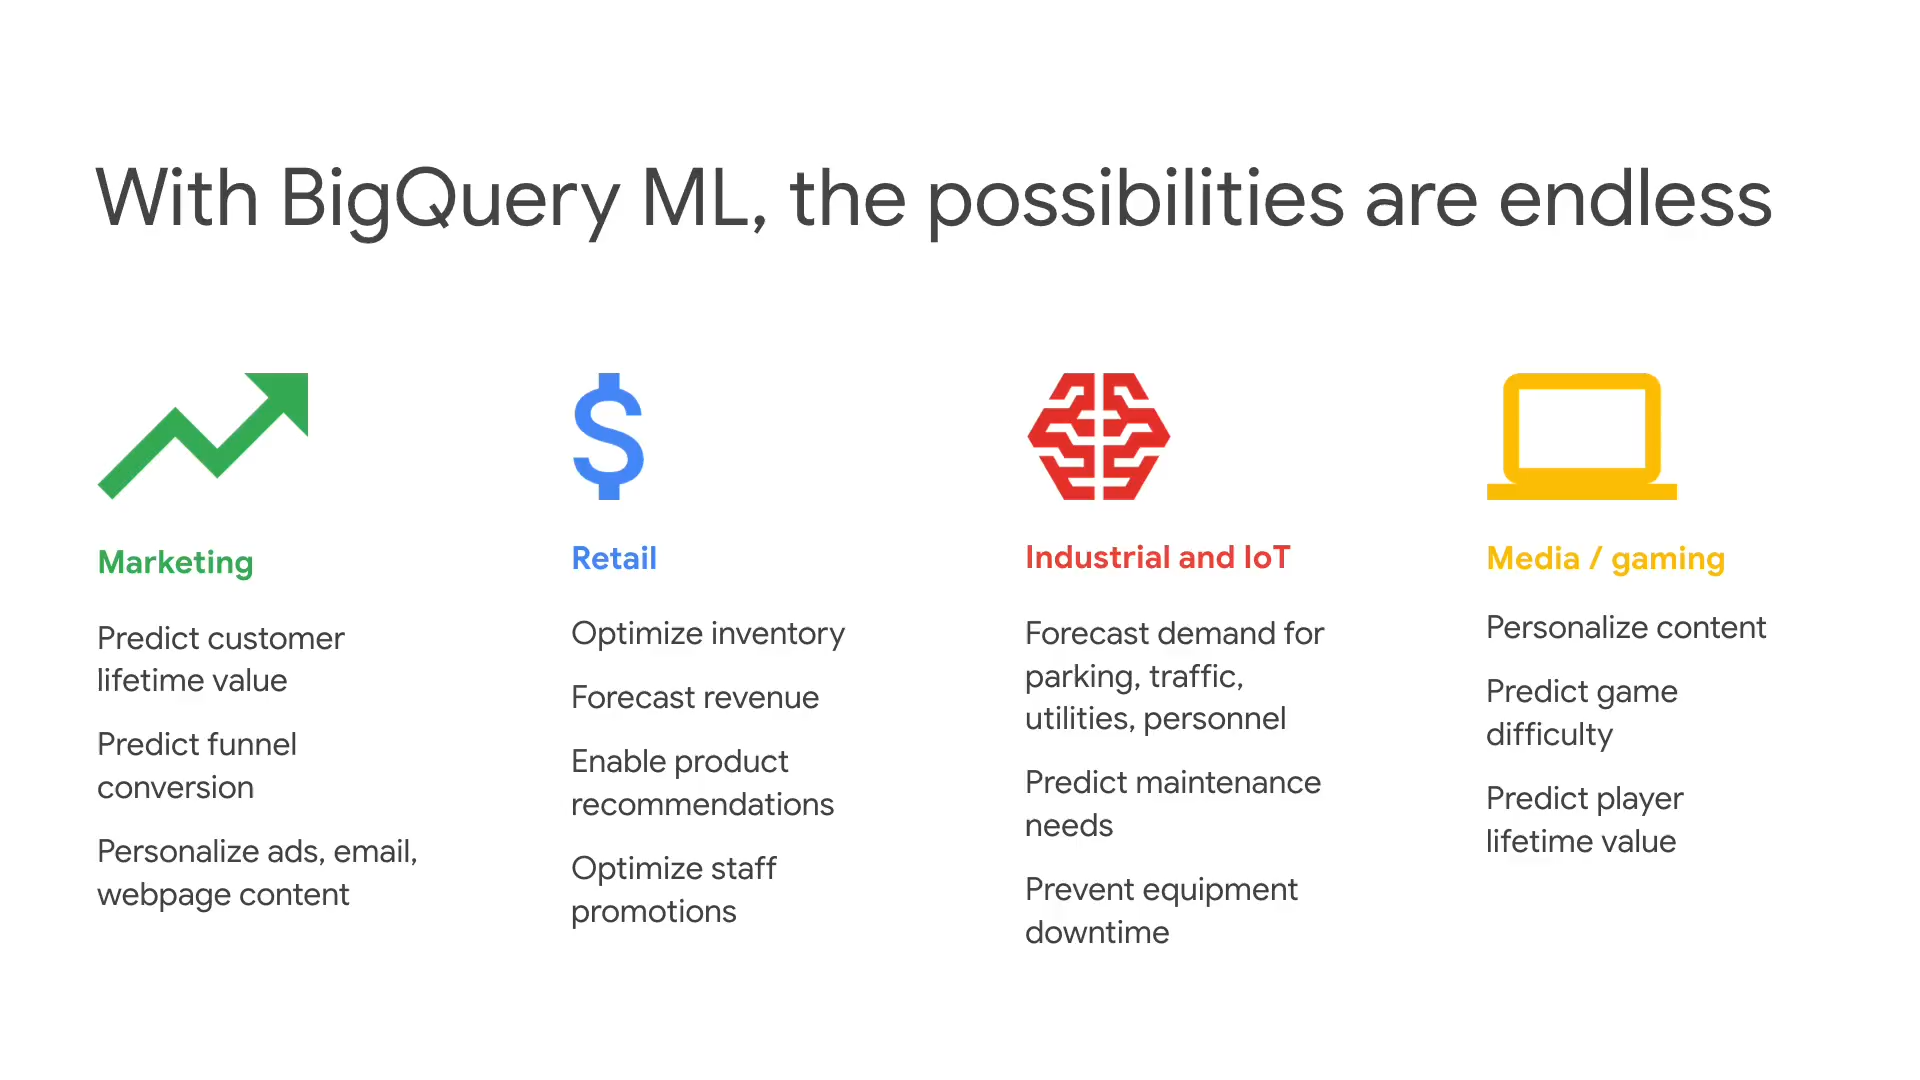 With BigQuery ML, the possibilities are endless
Marketing
Predict customer
lifetime value
Predict funnel
conversion
Personalize ads, email,
webpage content
Retail
Optimize inventory
Forecast revenue
Enable product
recommendations
Optimize staff
promotions
Industrial and IoT
Forecast demand for
parking, traffic,
utilities, personnel
Predict maintenance
needs
Prevent equipment
downtime
Media / gaming
Personalize content
Predict game
difficulty
Predict player
lifetime value